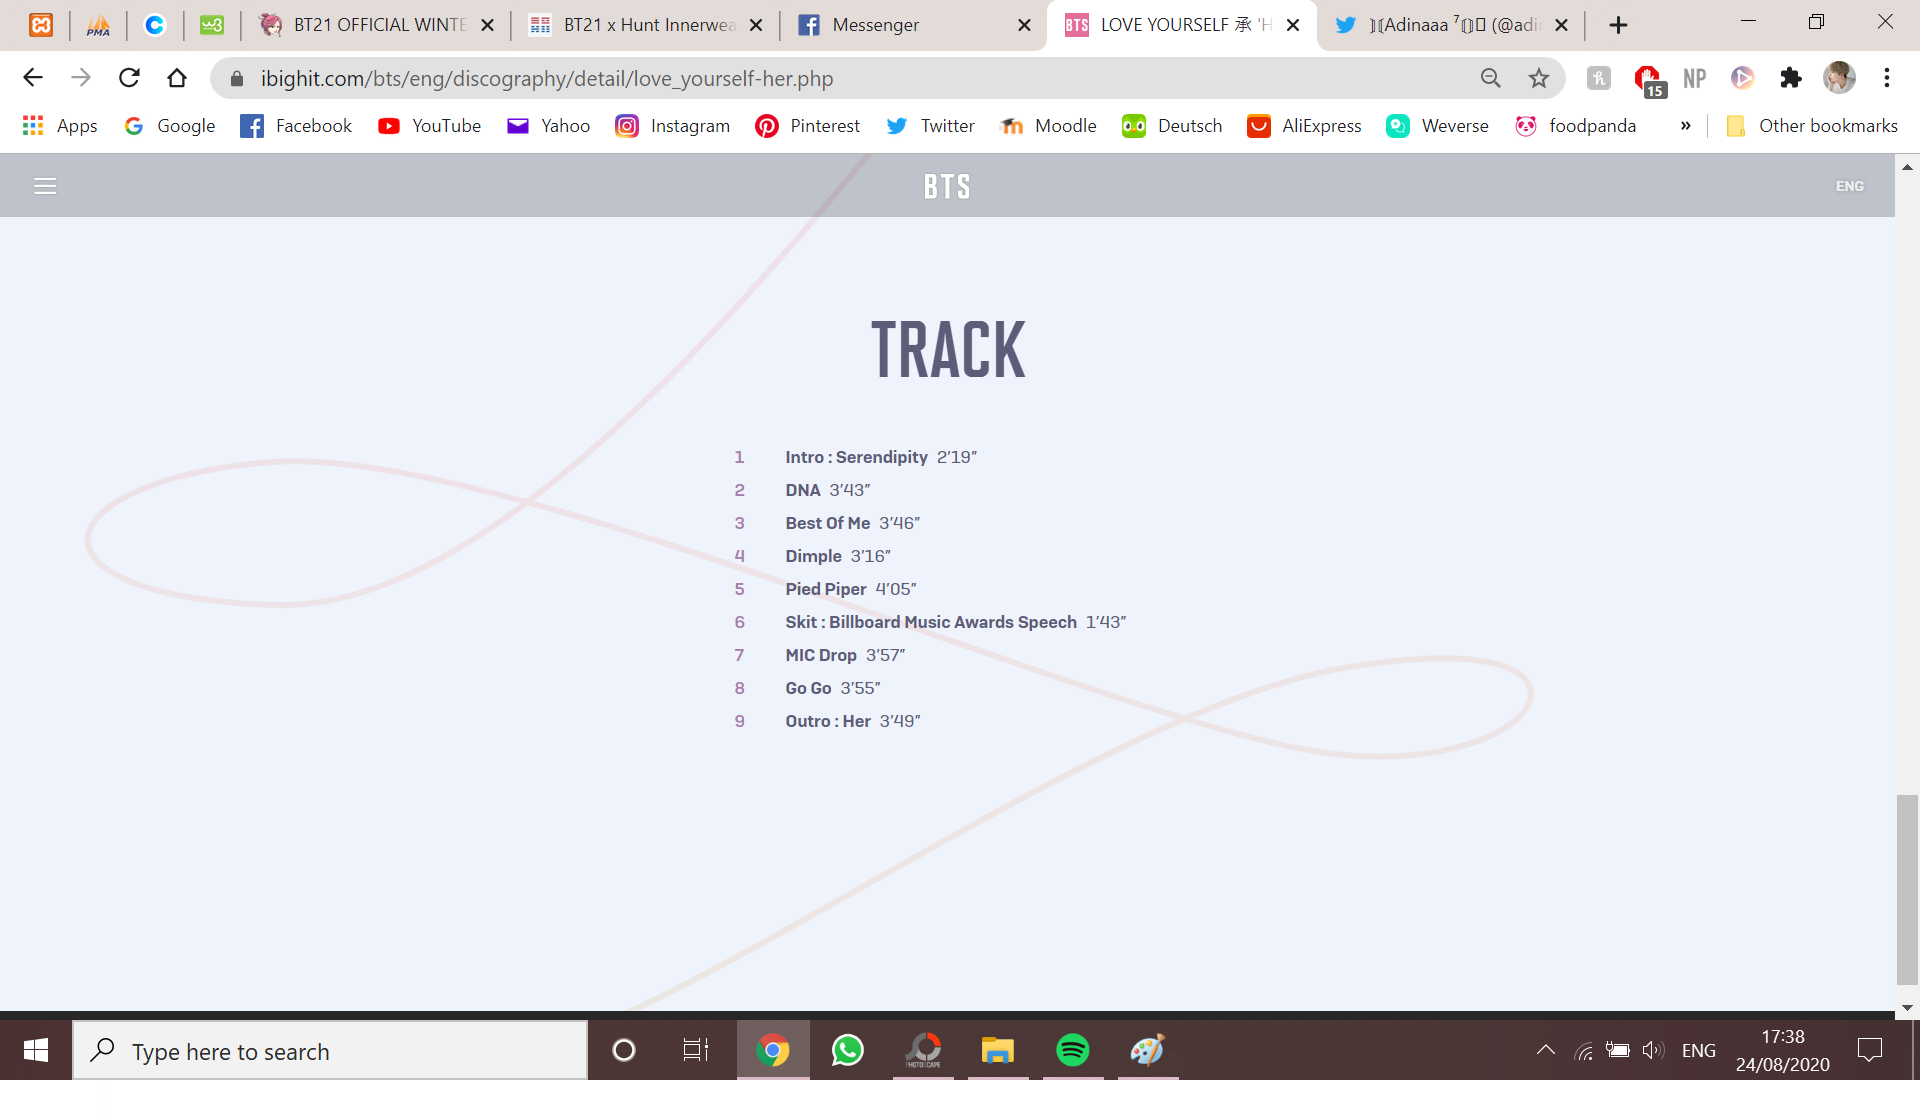 BT21 OFFICIAL WINTE
BT21 x Hunt Innerwea
Messenger
BTS LOVE YOURSELF 承 'H
Adinaaa ⁷ (@adi
ibighit.com/bts/eng/discography/detail/love_yourself-her.php
15
NP
Apps Google Facebook YouTube Yahoo Instagram Pinterest Twitter Moodle Deutsch AliExpress Weverse foodpanda » Other bookmarks
BTS
ENG
TRACK
1 Intro : Serendipity 2'19"
2 DNA 3'43"
3 Best Of Me 3'46"
4 Dimple 3'16"
5 Pied Piper 4'05"
6 Skit : Billboard Music Awards Speech 1'43"
7 MIC Drop 3'57"
8 Go Go 3'55"
9 Outro : Her 3'49"
Type here to search
ENG
17:38
24/08/2020